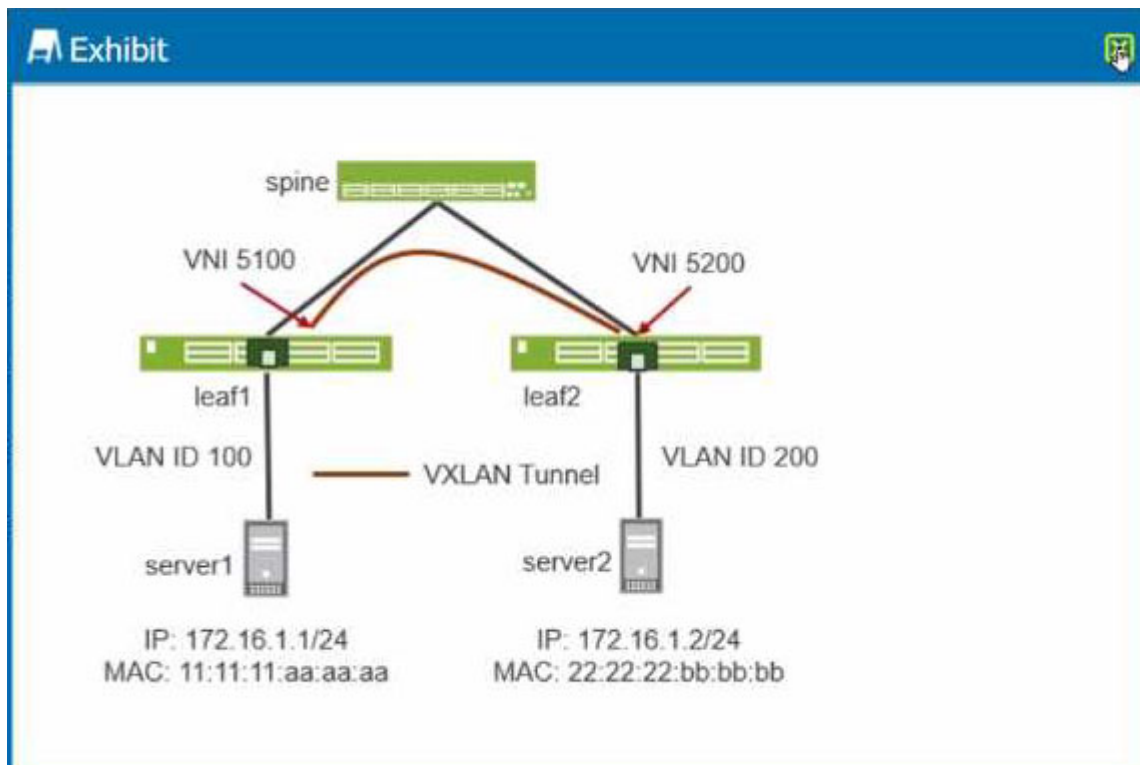 Exhibit
spine
VNI 5100
VNI 5200
leaf1
leaf2
VLAN ID 100
VXLAN Tunnel
VLAN ID 200
server1
server2
IP: 172.16.1.1/24
MAC: 11:11:11:aa:aa:aa
IP: 172.16.1.2/24
MAC: 22:22:22:bb:bb:bb